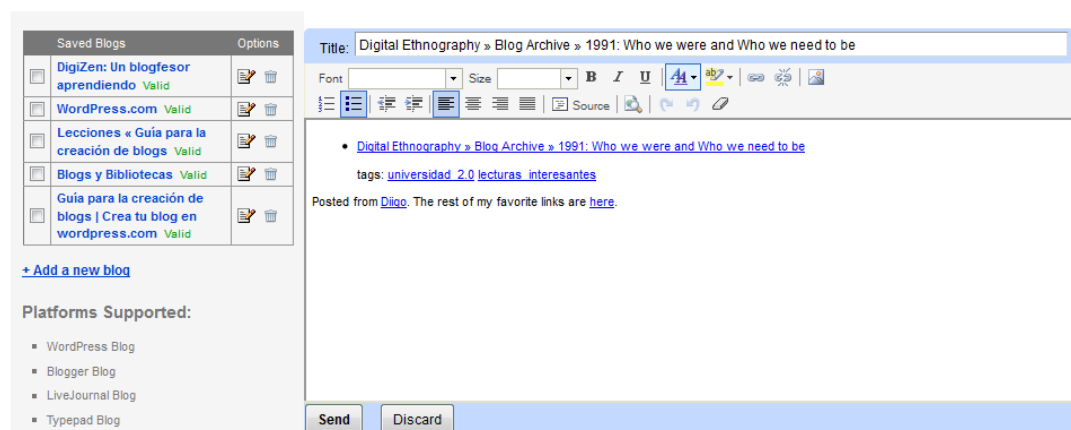 Saved Blogs Options
DigiZen: Un blogfesor
aprendiendo Valid
WordPress.com Valid
Lecciones « Guía para la
creación de blogs Valid
Blogs y Bibliotecas Valid
Guia para la creación de
blogs | Crea tu blog en
wordpress.com Valid
+ Add a new blog
Platforms Supported:
WordPress Blog
Blogger Blog
LiveJournal Blog
Typepad Blog
Title: Digital Ethnography » Blog Archive » 1991: Who we were and Who we need to be
Font Size B I U
Source
Digital Ethnography » Blog Archive » 1991: Who we were and Who we need to be
tags: universidad_2.0 lecturas_interesantes
Posted from Diigo. The rest of my favorite links are here.
Send Discard